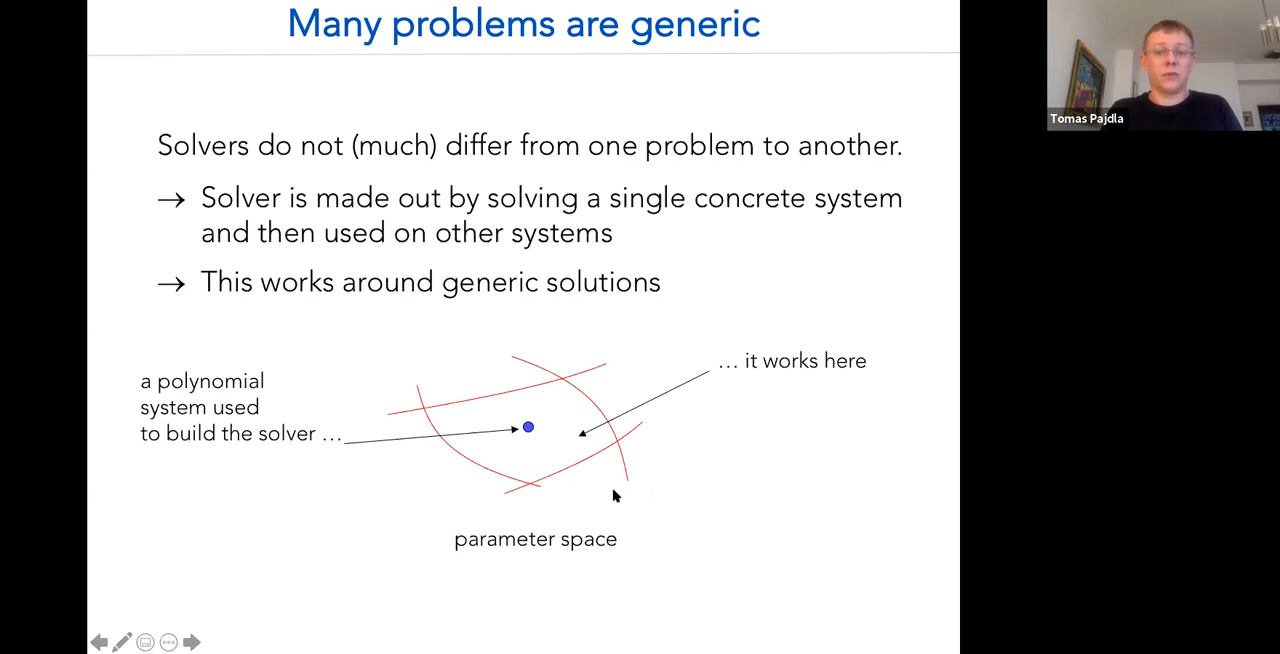 Many problems are generic
Tomas Pajdla
Solvers do not (much) differ from one problem to another.
→ Solver is made out by solving a single concrete system
and then used on other systems
→ This works around generic solutions
… it works here
a polynomial
system used
to build the solver …
parameter space